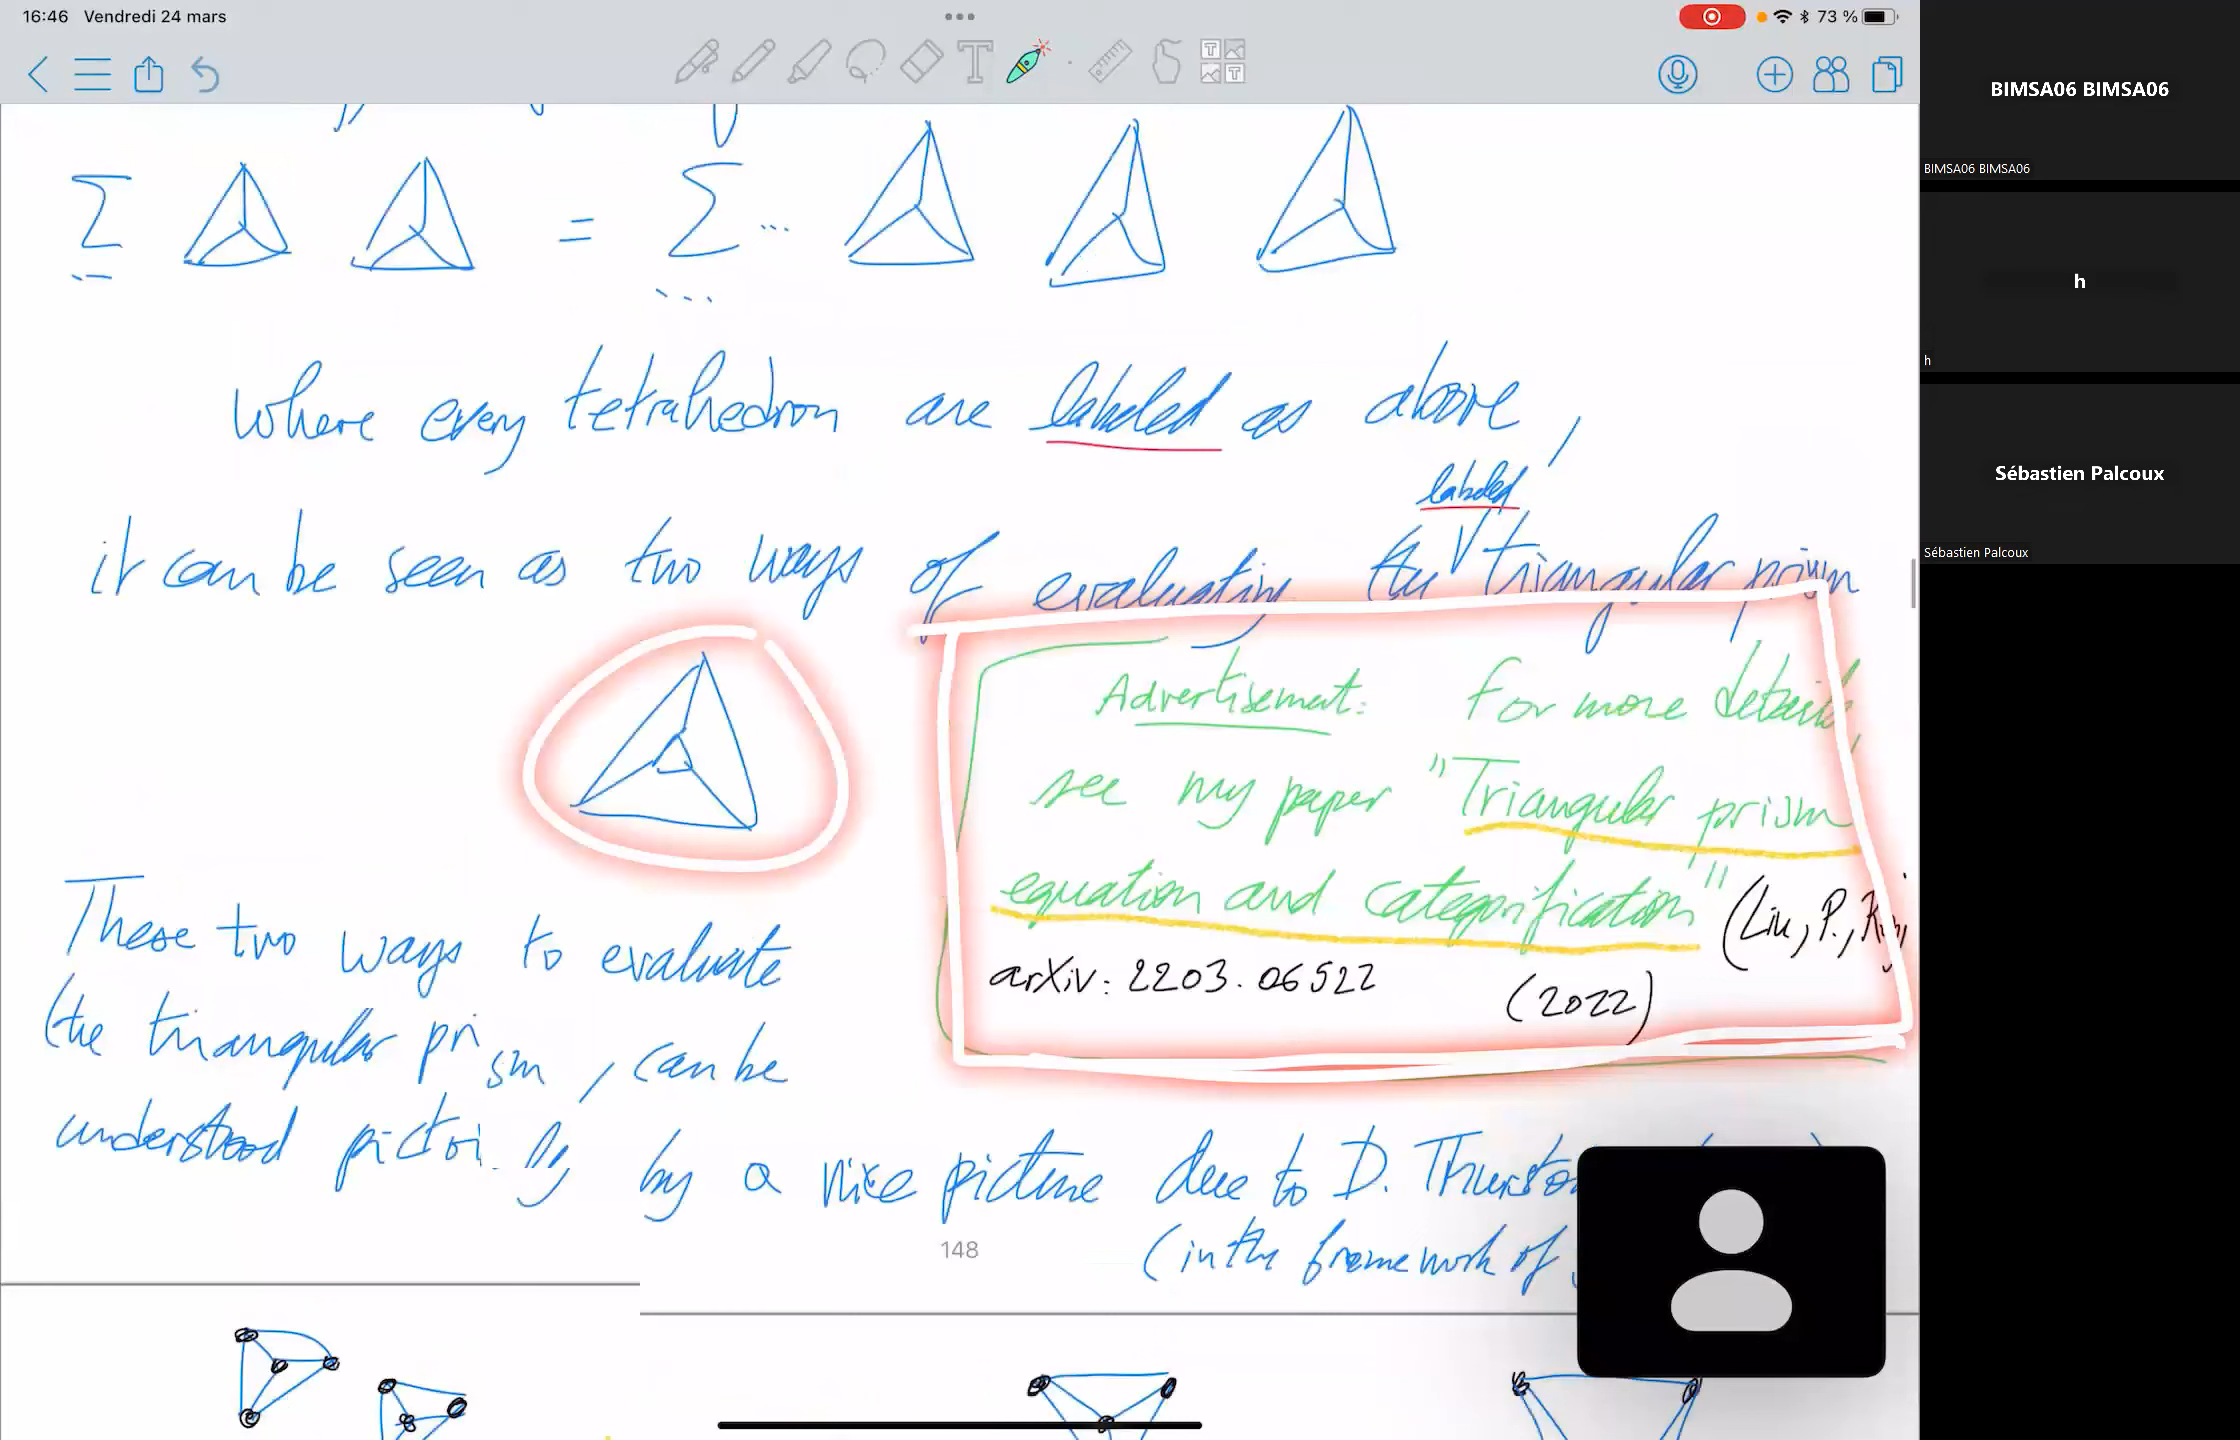 16:46 Vendredi 24 mars
73 %
BIMSA06 BIMSA06
BIMSA06 BIMSA06
h
h
Sébastien Palcoux
Sébastien Palcoux
Σ = Σ ...
where every tetrahedron are labeled as above,
labeled
it can be seen as two ways of evaluating the triangular prism
Advertisemat: For more details,
see my paper "Triangular prism
equation and categorification"
(Liu, P.,
arXiv: 2203.06522 (2022)
These two ways to evaluate
the triangular prism, can be
understood
by a nice picture due to D.
(in the framework of
148